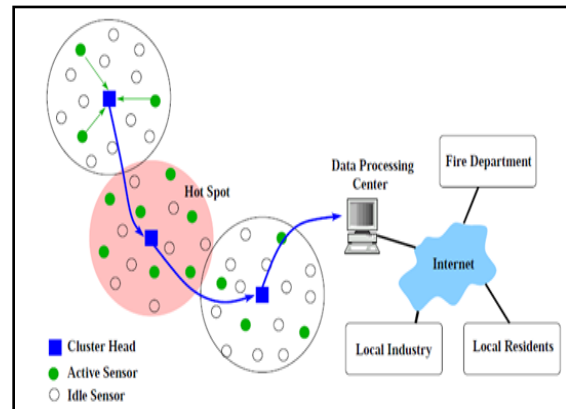 Hot Spot
Data Processing
Center
Fire Department
Internet
Local Industry
Local Residents
Cluster Head
Active Sensor
Idle Sensor